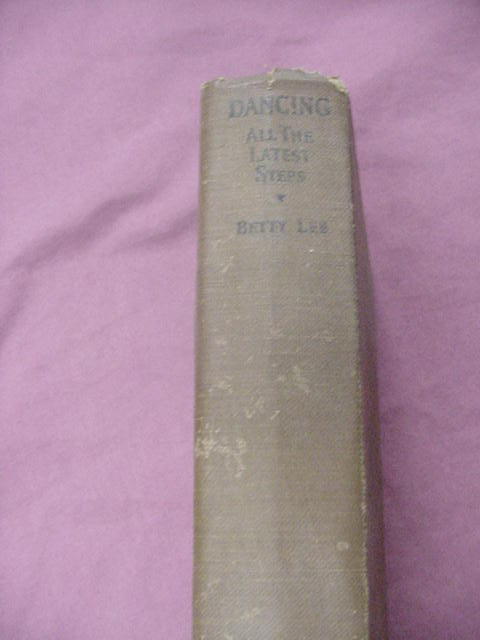 DANCING
ALL THE
LATEST
STEPS
BETTY LEE